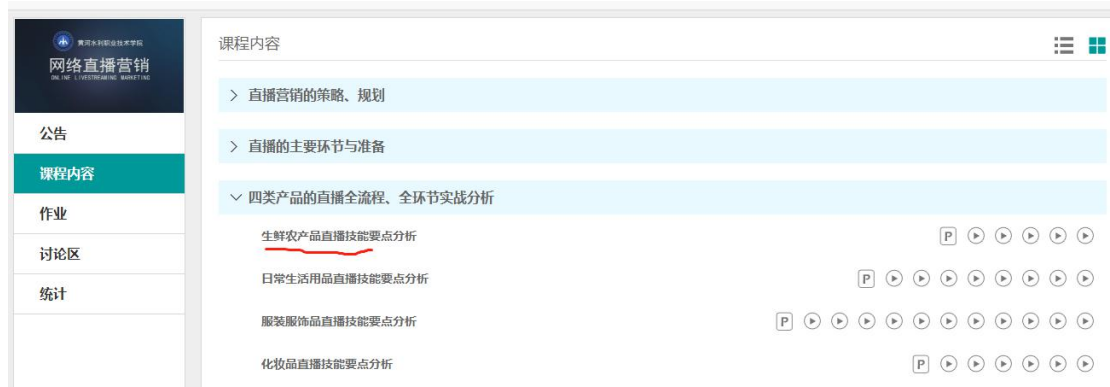 黄河水利职业技术学院
网络直播营销
ONLINE LIVESTREAMING MARKETING
公告
课程内容
作业
讨论区
统计
课程内容
直播营销的策略、规划
直播的主要环节与准备
四类产品的直播全流程、全环节实战分析
生鲜农产品直播技能要点分析
P
日常生活用品直播技能要点分析
P
服装服饰品直播技能要点分析
P
化妆品直播技能要点分析
P